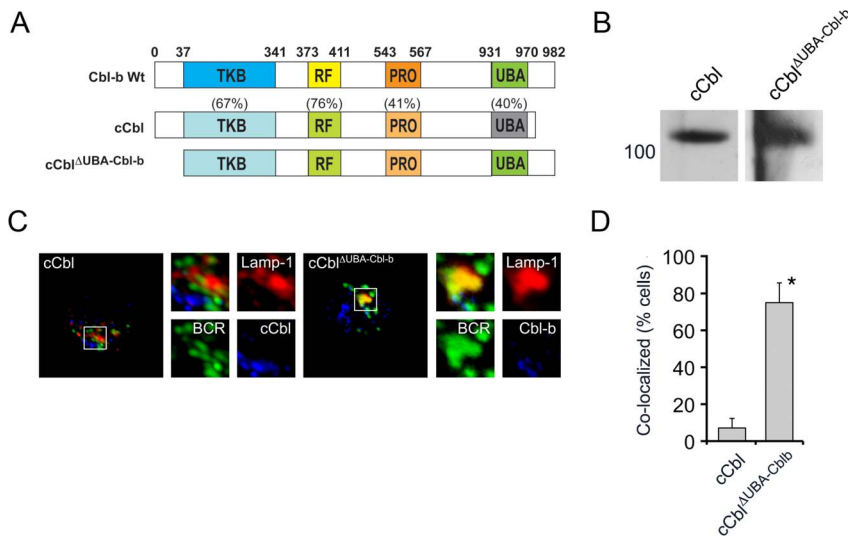 A
0 37 341 373 411 543 567 931 970 982
Cbl-b Wt TKB RF PRO UBA
(67%) (76%) (41%) (40%)
cCbl TKB RF PRO UBA
cCbl^ΔUBA-Cbl-b TKB RF PRO UBA
B
cCbl cCbl^ΔUBA-Cbl-b
100
C
cCbl Lamp-1 cCbl^ΔUBA-Cbl-b Lamp-1
BCR cCbl BCR Cbl-b
D
Co-localized (% cells)
100
80
60
40
20
0
*
cCbl cCbl^ΔUBA-Cblb